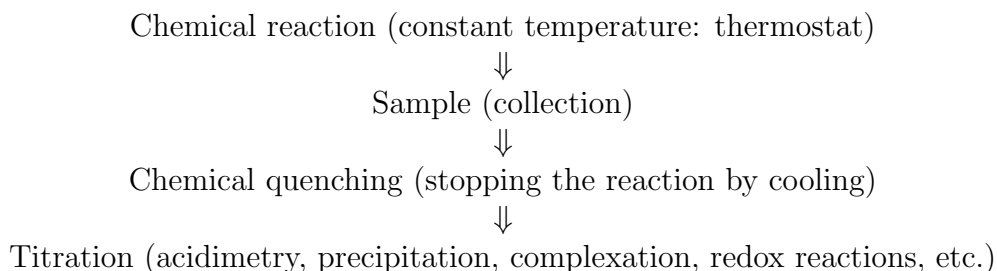 Chemical reaction (constant temperature: thermostat)
⇓
Sample (collection)
⇓
Chemical quenching (stopping the reaction by cooling)
⇓
Titration (acidimetry, precipitation, complexation, redox reactions, etc.)